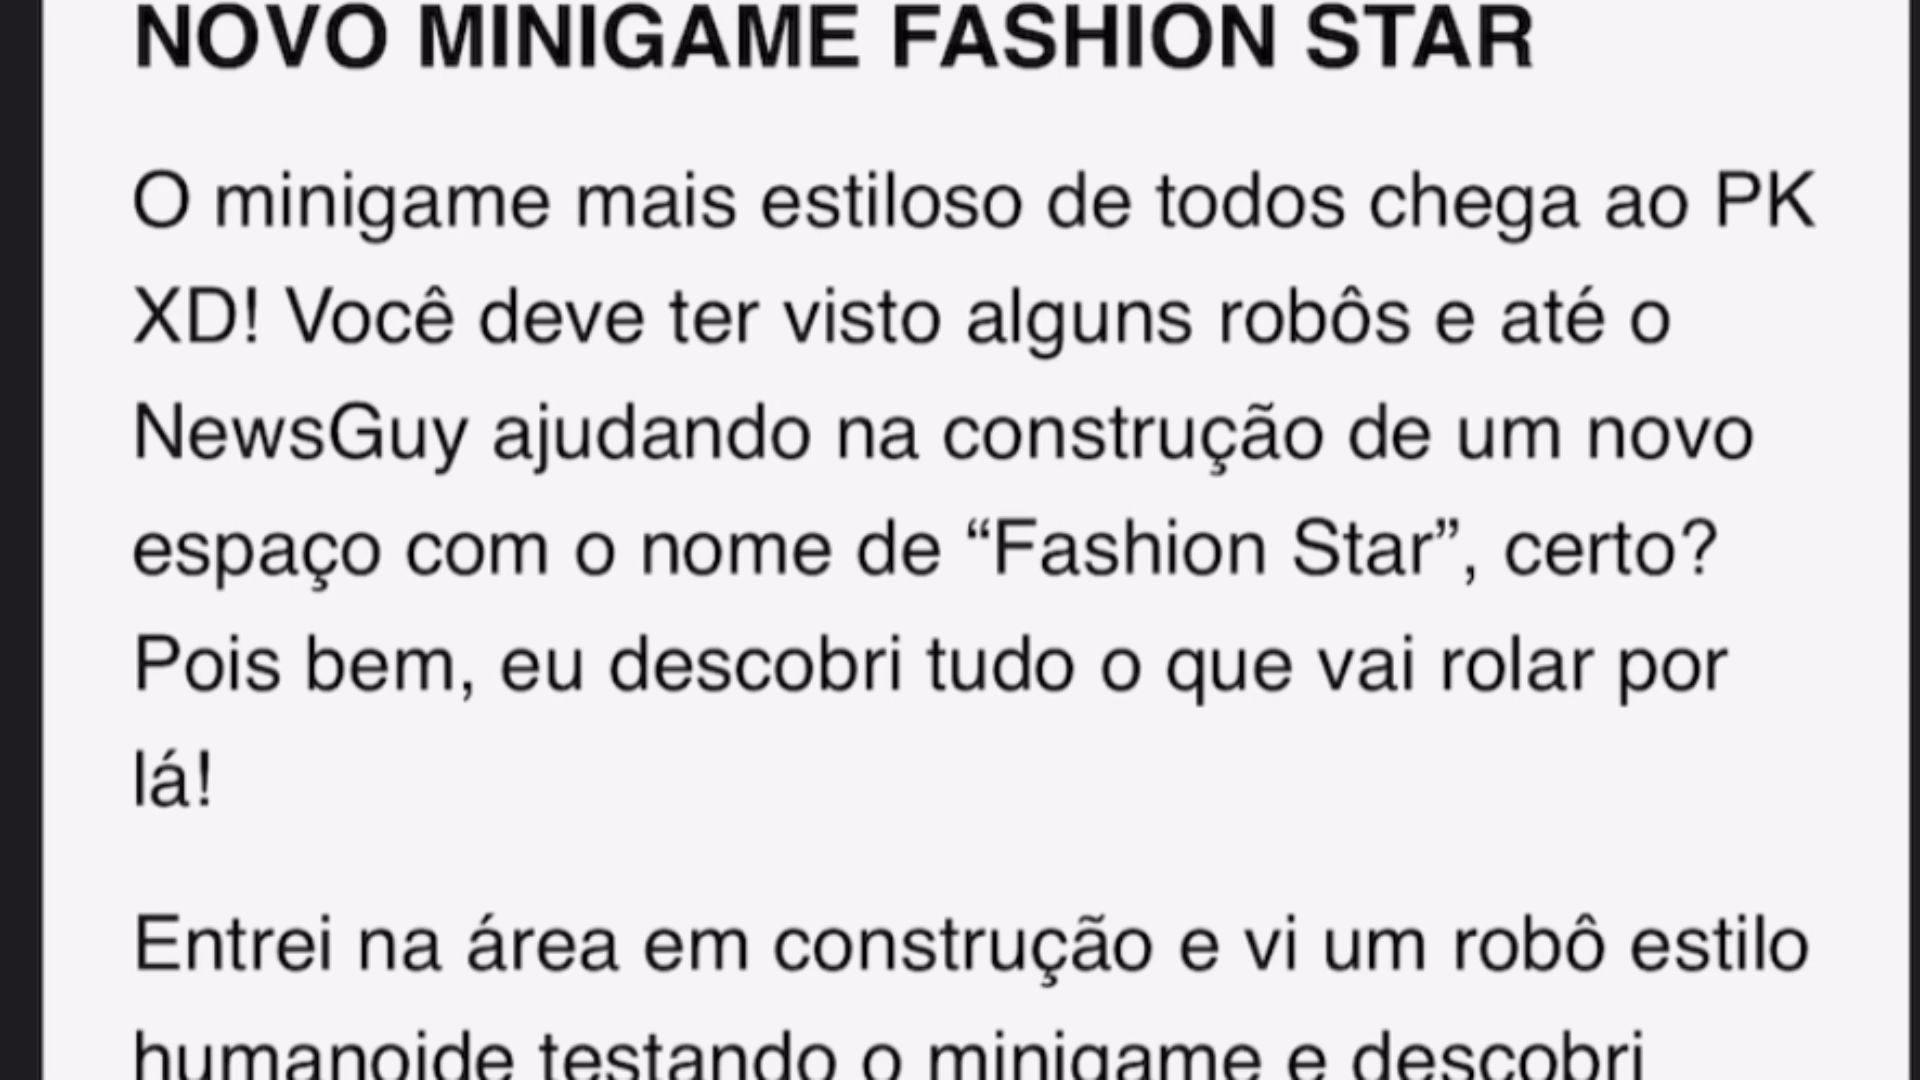 NOVO MINIGAME FASHION STAR
O minigame mais estiloso de todos chega ao PK
XD! Você deve ter visto alguns robôs e até o
NewsGuy ajudando na construção de um novo
espaço com o nome de “Fashion Star”, certo?
Pois bem, eu descobri tudo o que vai rolar por
lá!
Entrei na área em construção e vi um robô estilo
humanoide testando o minigame e descobri